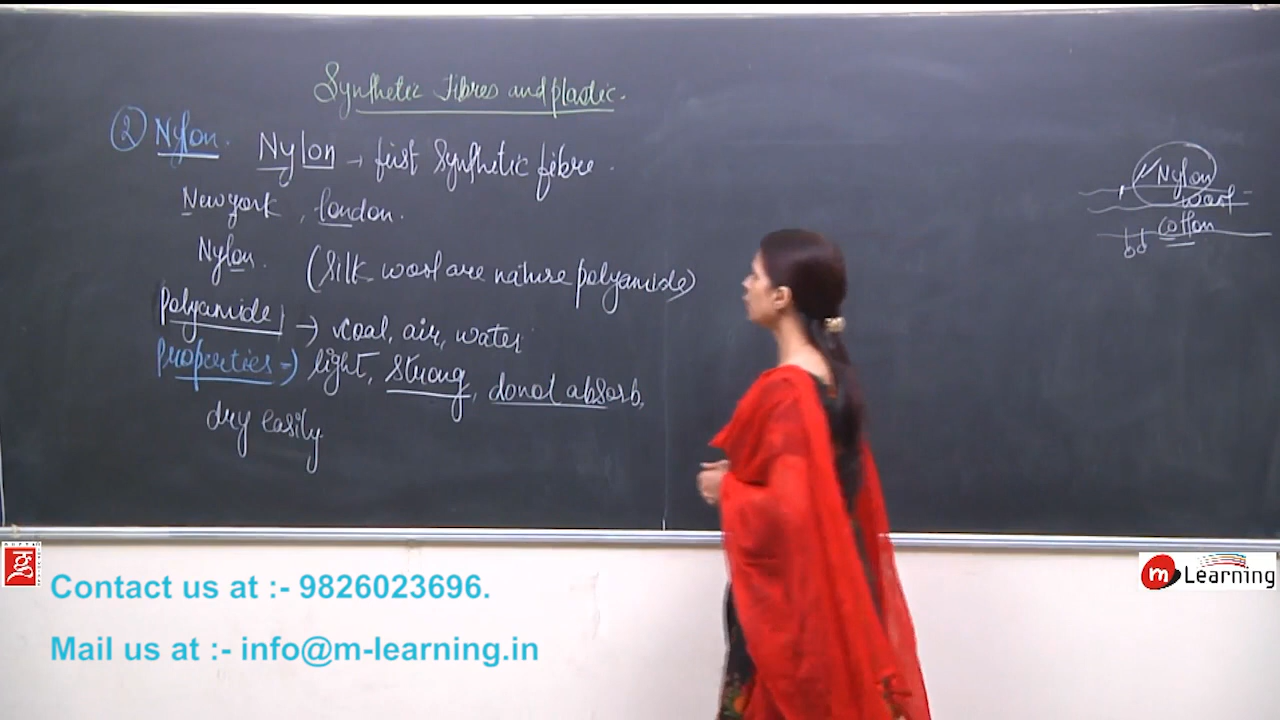 Synthetic Fibres and plastic.
② Nylon. Nylon → first Synthetic fibre.
Newyork, london.
Nylon. (Silk wool are nature polyamide)
polyamide → coal, air, water
properties → light, strong, donot absorb,
dry easily.
Nylon
wool
Cotton
Contact us at :- 9826023696.
Mail us at :- info@m-learning.in
m Learning